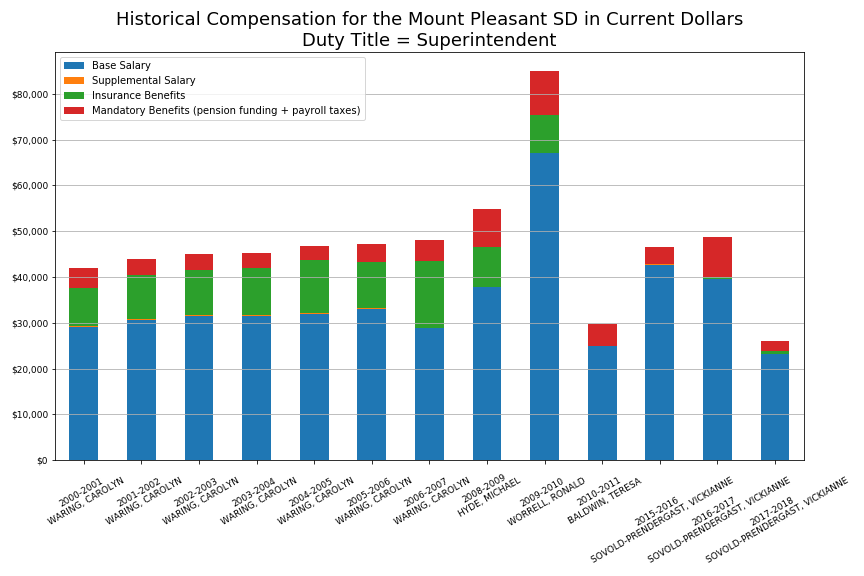 Historical Compensation for the Mount Pleasant SD in Current Dollars
Duty Title = Superintendent
Base Salary
Supplemental Salary
Insurance Benefits
Mandatory Benefits (pension funding + payroll taxes)
$80,000
$70,000
$60,000
$50,000
$40,000
$30,000
$20,000
$10,000
$0
2000-2001
WARING, CAROLYN
2001-2002
WARING, CAROLYN
2002-2003
WARING, CAROLYN
2003-2004
WARING, CAROLYN
2004-2005
WARING, CAROLYN
2005-2006
WARING, CAROLYN
2006-2007
WARING, CAROLYN
2008-2009
HYDE, MICHAEL
2009-2010
WORRELL, RONALD
2010-2011
BALDWIN, TERESA
2015-2016
SOVOLD-PRENDERGAST, VICKIANNE
2016-2017
SOVOLD-PRENDERGAST, VICKIANNE
2017-2018
SOVOLD-PRENDERGAST, VICKIANNE